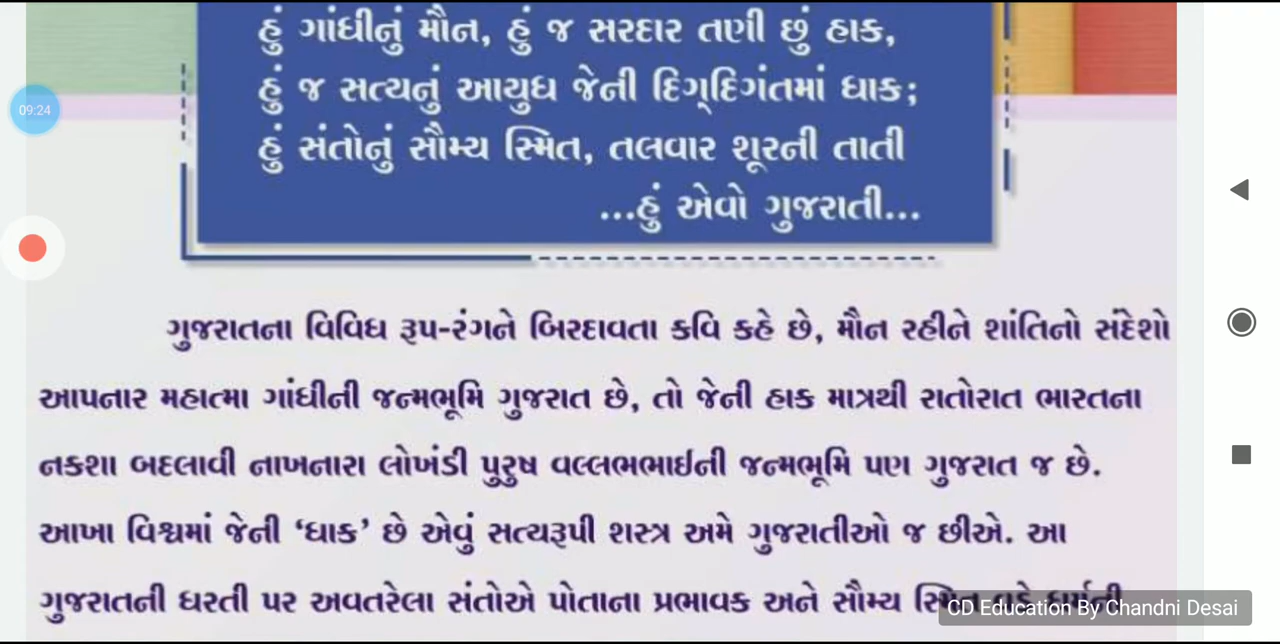 હું ગાંધીનું મૌન, હું જ સરદાર તણી છું હાક,
હું જ સત્યનું આયુધ જેની દિગ્દિગંતમાં ધાક;
હું સંતોનું સૌમ્ય સ્મિત, તલવાર શૂરની તાતી
...હું એવો ગુજરાતી...
09:24
ગુજરાતના વિવિધ રૂપ-રંગને બિરદાવતા કવિ કહે છે, મૌન રહીને શાંતિનો સંદેશો
આપનાર મહાત્મા ગાંધીની જન્મભૂમિ ગુજરાત છે, તો જેની હાક માત્રથી રાતોરાત ભારતના
નકશા બદલાવી નાખનારા લોખંડી પુરુષ વલ્લભભાઈની જન્મભૂમિ પણ ગુજરાત જ છે.
આખા વિશ્વમાં જેની ‘ધાક’ છે એવું સત્યરૂપી શસ્ત્ર અમે ગુજરાતીઓ જ છીએ. આ
ગુજરાતની ધરતી પર અવતરેલા સંતોએ પોતાના પ્રભાવક અને સૌમ્ય
CD Education By Chandni Desai